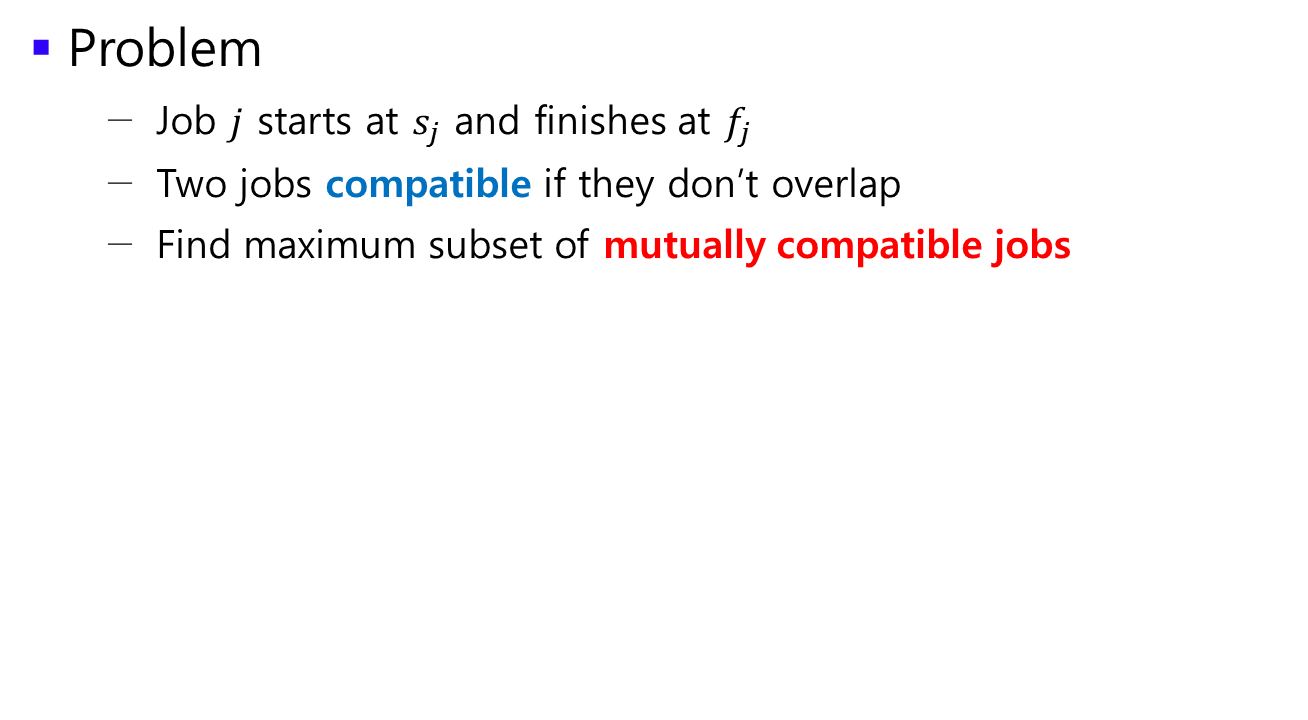 ▪ Problem
– Job 𝑗 starts at 𝑠𝑗 and finishes at 𝑓𝑗
– Two jobs compatible if they don’t overlap
– Find maximum subset of mutually compatible jobs